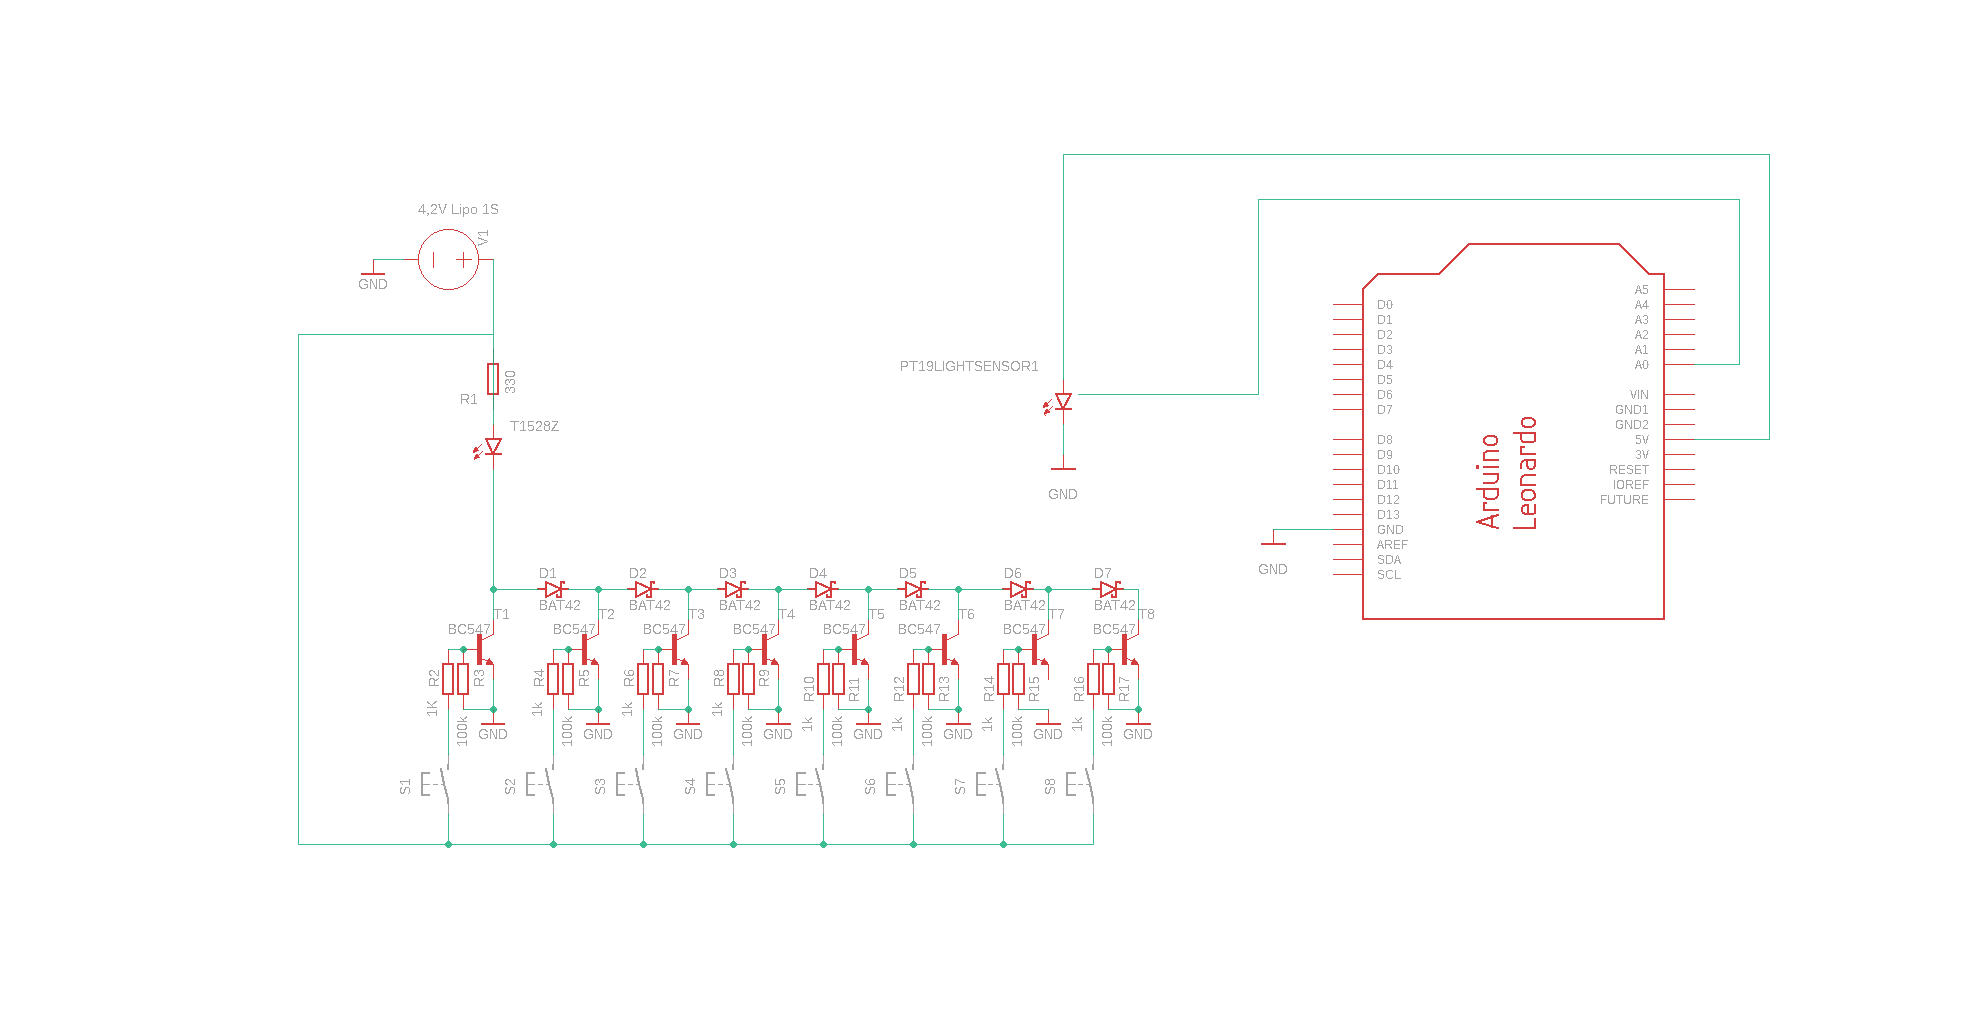 4,2V Lipo 1S
V1
GND
R1
330
T1528Z
PT19LIGHTSENSOR1
GND
D0
D1
D2
D3
D4
D5
D6
D7
D8
D9
D10
D11
D12
D13
GND
AREF
SDA
SCL
Arduino
Leonardo
A5
A4
A3
A2
A1
A0
VIN
GND1
GND2
5V
3V
RESET
IOREF
FUTURE
GND
D1 D2 D3 D4 D5 D6 D7
BAT42 BAT42 BAT42 BAT42 BAT42 BAT42 BAT42
T1 T2 T3 T4 T5 T6 T7 T8
BC547 BC547 BC547 BC547 BC547 BC547 BC547 BC547
R2 R3 R4 R5 R6 R7 R8 R9 R10 R11 R12 R13 R14 R15 R16 R17
1K 100k 1k 100k 1k 100k 1k 100k 1k 100k 1k 100k 1k 100k 1k 100k
GND GND GND GND GND GND GND GND
S1 S2 S3 S4 S5 S6 S7 S8